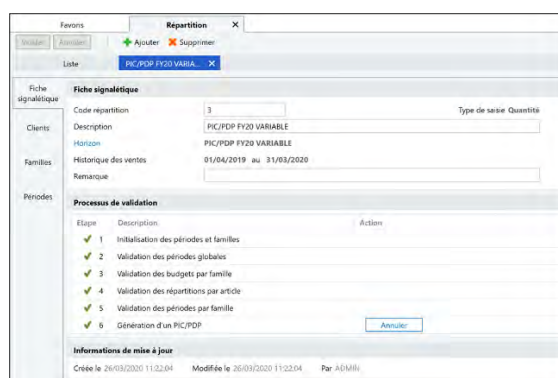 Favoris Répartition X
Valider Annuler Ajouter Supprimer
Liste PIC/PDP FY20 VARIA... X
Fiche signalétique
Clients
Familles
Périodes
Fiche signalétique
Code répartition 3 Type de saisie Quantité
Description PIC/PDP FY20 VARIABLE
Horizon PIC/PDP FY20 VARIABLE
Historique des ventes 01/04/2019 au 31/03/2020
Remarque
Processus de validation
Etape Description Action
1 Initialisation des périodes et familles
2 Validation des périodes globales
3 Validation des budgets par famille
4 Validation des répartitions par article
5 Validation des périodes par famille
6 Génération d'un PIC/PDP Annuler
Informations de mise à jour
Créée le 26/03/2020 11:22:04 Modifiée le 26/03/2020 11:22:04 Par ADMIN